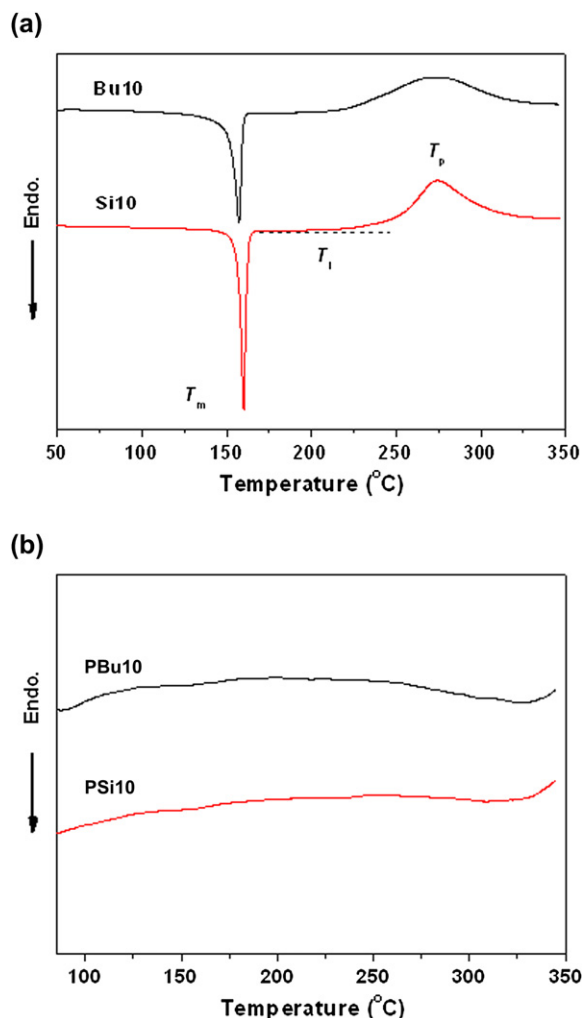 (a)
Bu10
Tp
Si10
Endo.
Ti
Tm
50 100 150 200 250 300 350
Temperature (°C)
(b)
PBu10
Endo.
PSi10
100 150 200 250 300 350
Temperature (°C)